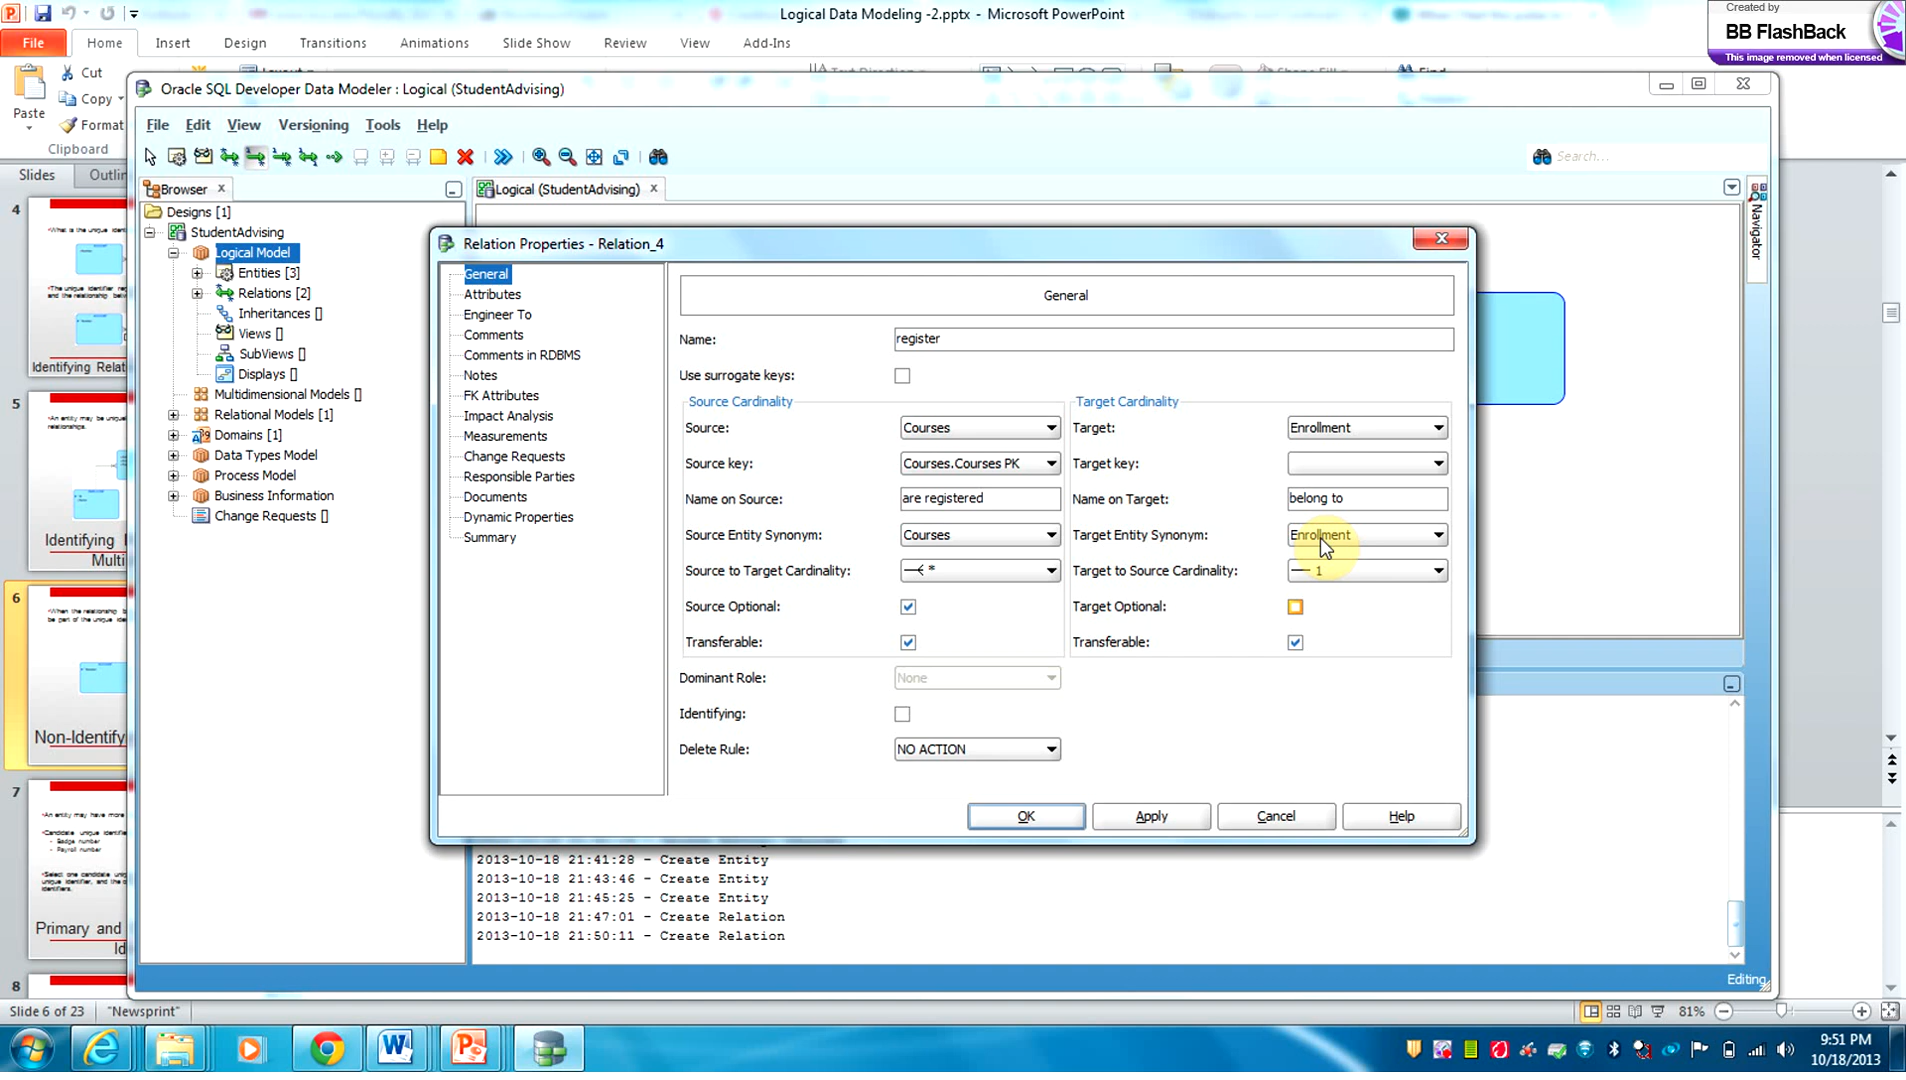 Logical Data Modeling -2.pptx - Microsoft PowerPoint
Created by
BB FlashBack
This image removed when licensed
File Home Insert Design Transitions Animations Slide Show Review View Add-Ins
Cut
Copy
Paste
Format
Clipboard
Find
Slides Outlin
Oracle SQL Developer Data Modeler : Logical (StudentAdvising)
File Edit View Versioning Tools Help
Search...
Browser
Logical (StudentAdvising)
Navigator
Designs [1]
StudentAdvising
Logical Model
Entities [3]
Relations [2]
Inheritances []
Views []
SubViews []
Displays []
Multidimensional Models []
Relational Models [1]
Domains [1]
Data Types Model
Process Model
Business Information
Change Requests []
Relation Properties - Relation_4
General
Attributes
Engineer To
Comments
Comments in RDBMS
Notes
FK Attributes
Impact Analysis
Measurements
Change Requests
Responsible Parties
Documents
Dynamic Properties
Summary
General
Name: register
Use surrogate keys:
Source Cardinality Target Cardinality
Source: Courses Target: Enrollment
Source key: Courses.Courses PK Target key:
Name on Source: are registered Name on Target: belong to
Source Entity Synonym: Courses Target Entity Synonym: Enrollment
Source to Target Cardinality: * Target to Source Cardinality: 1
Source Optional: Target Optional:
Transferable: Transferable:
Dominant Role: None
Identifying:
Delete Rule: NO ACTION
OK Apply Cancel Help
2013-10-18 21:41:28 - Create Entity
2013-10-18 21:43:46 - Create Entity
2013-10-18 21:45:25 - Create Entity
2013-10-18 21:47:01 - Create Relation
2013-10-18 21:50:11 - Create Relation
Editing
4
Identifying Relat
5
Identifying
Multi
6
Non-Identify
7
Primary and
Id
8
Slide 6 of 23 "Newsprint" 81%
9:51 PM
10/18/2013